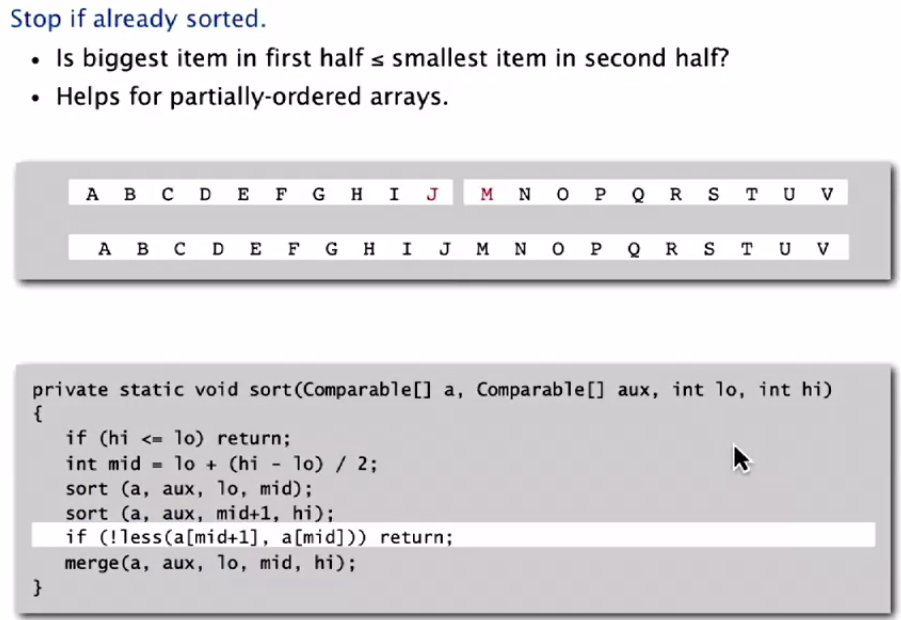 Stop if already sorted.
• Is biggest item in first half ≤ smallest item in second half?
• Helps for partially-ordered arrays.
A B C D E F G H I J M N O P Q R S T U V
A B C D E F G H I J M N O P Q R S T U V
private static void sort(Comparable[] a, Comparable[] aux, int lo, int hi)
{
   if (hi <= lo) return;
   int mid = lo + (hi - lo) / 2;
   sort (a, aux, lo, mid);
   sort (a, aux, mid+1, hi);
   if (!less(a[mid+1], a[mid])) return;
   merge(a, aux, lo, mid, hi);
}